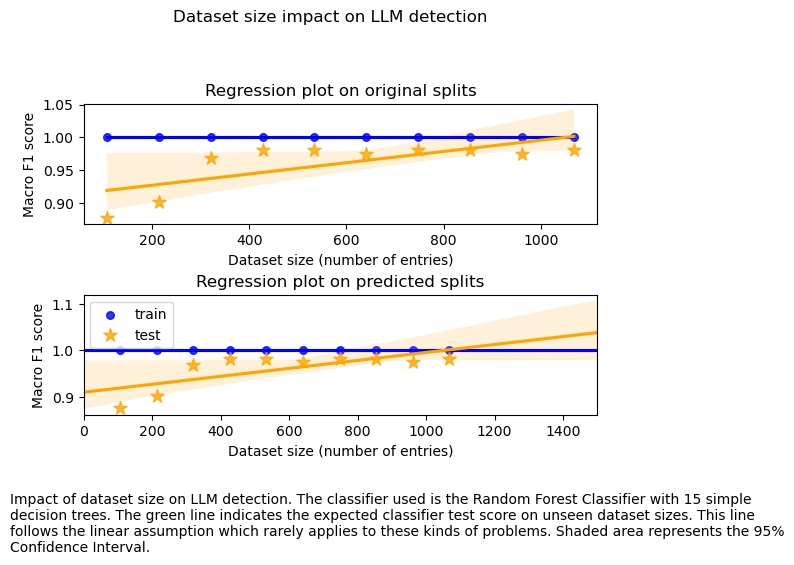 Dataset size impact on LLM detection
Regression plot on original splits
1.05
1.00
0.95
0.90
Macro F1 score
200 400 600 800 1000
Dataset size (number of entries)
Regression plot on predicted splits
1.1
1.0
0.9
Macro F1 score
train
test
0 200 400 600 800 1000 1200 1400
Dataset size (number of entries)
Impact of dataset size on LLM detection. The classifier used is the Random Forest Classifier with 15 simple
decision trees. The green line indicates the expected classifier test score on unseen dataset sizes. This line
follows the linear assumption which rarely applies to these kinds of problems. Shaded area represents the 95%
Confidence Interval.